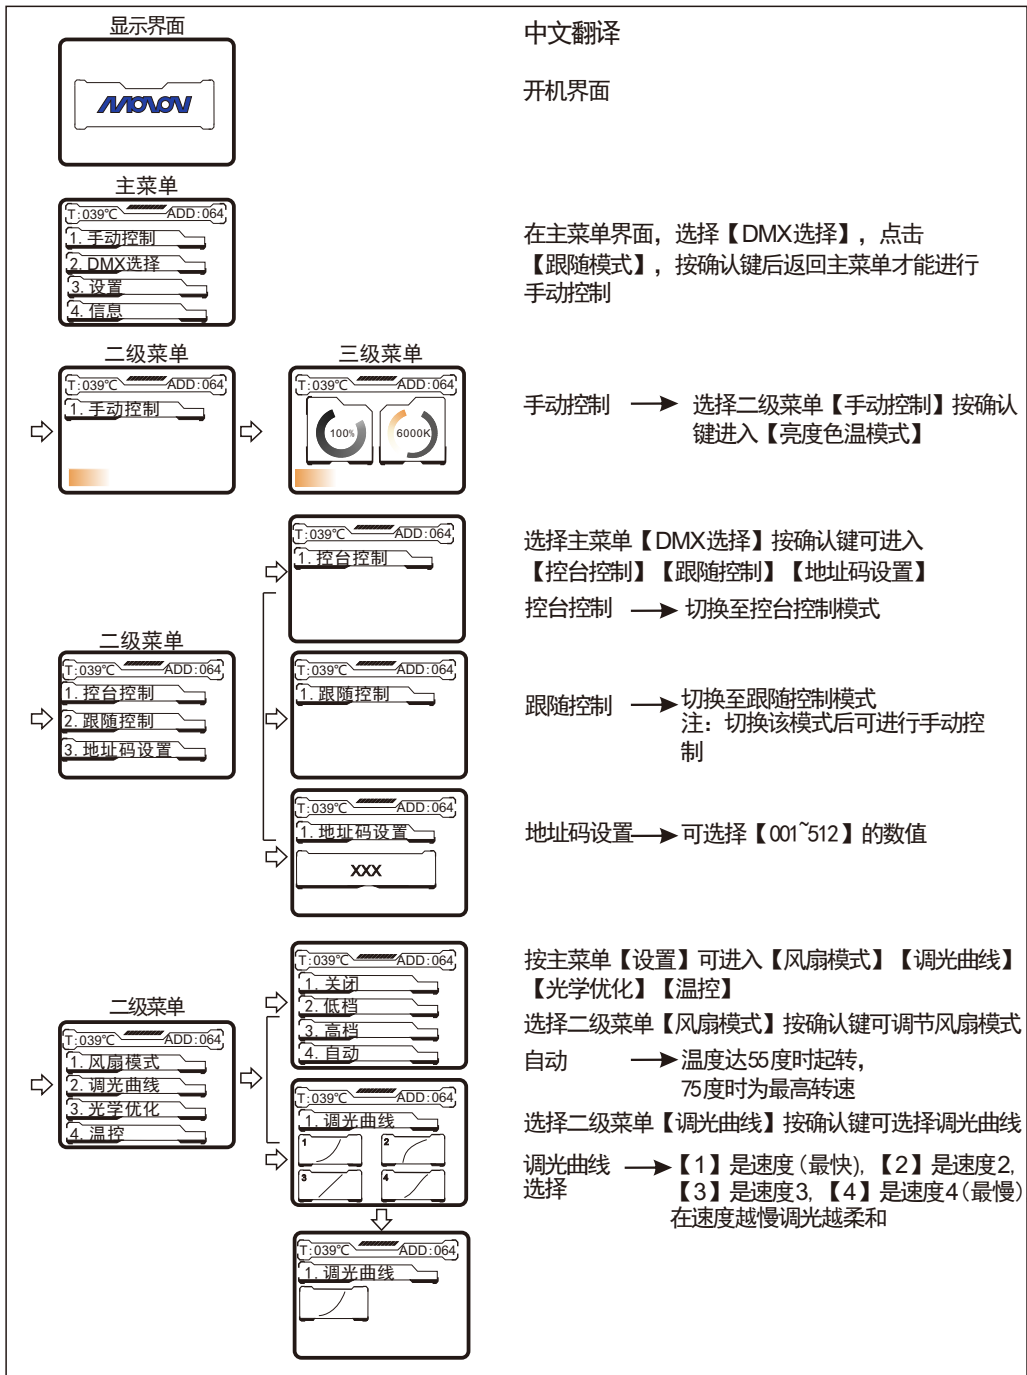 显示界面
中文翻译
MOVOV
开机界面
主菜单
T:039℃ ADD:064
1. 手动控制
2. DMX选择
3. 设置
4. 信息
在主菜单界面，选择【DMX选择】，点击
【跟随模式】，按确认键后返回主菜单才能进行
手动控制
二级菜单
T:039℃ ADD:064
1. 手动控制
三级菜单
T:039℃ ADD:064
100% 6000K
手动控制 → 选择二级菜单【手动控制】按确认
键进入【亮度色温模式】
T:039℃ ADD:064
1. 控台控制
选择主菜单【DMX选择】按确认键可进入
【控台控制】【跟随控制】【地址码设置】
控台控制 → 切换至控台控制模式
二级菜单
T:039℃ ADD:064
1. 控台控制
2. 跟随控制
3. 地址码设置
T:039℃ ADD:064
1. 跟随控制
跟随控制 → 切换至跟随控制模式
注：切换该模式后可进行手动控
制
T:039℃ ADD:064
1. 地址码设置
XXX
地址码设置 → 可选择【001~512】的数值
二级菜单
T:039℃ ADD:064
1. 风扇模式
2. 调光曲线
3. 光学优化
4. 温控
T:039℃ ADD:064
1. 关闭
2. 低档
3. 高档
4. 自动
按主菜单【设置】可进入【风扇模式】【调光曲线】
【光学优化】【温控】
选择二级菜单【风扇模式】按确认键可调节风扇模式
自动 → 温度达55度时起转，
75度时为最高转速
T:039℃ ADD:064
1. 调光曲线
1 2
3 4
选择二级菜单【调光曲线】按确认键可选择调光曲线
调光曲线 → 【1】是速度(最快)，【2】是速度2，
选择 【3】是速度3，【4】是速度4(最慢)
在速度越慢调光越柔和
T:039℃ ADD:064
1. 调光曲线